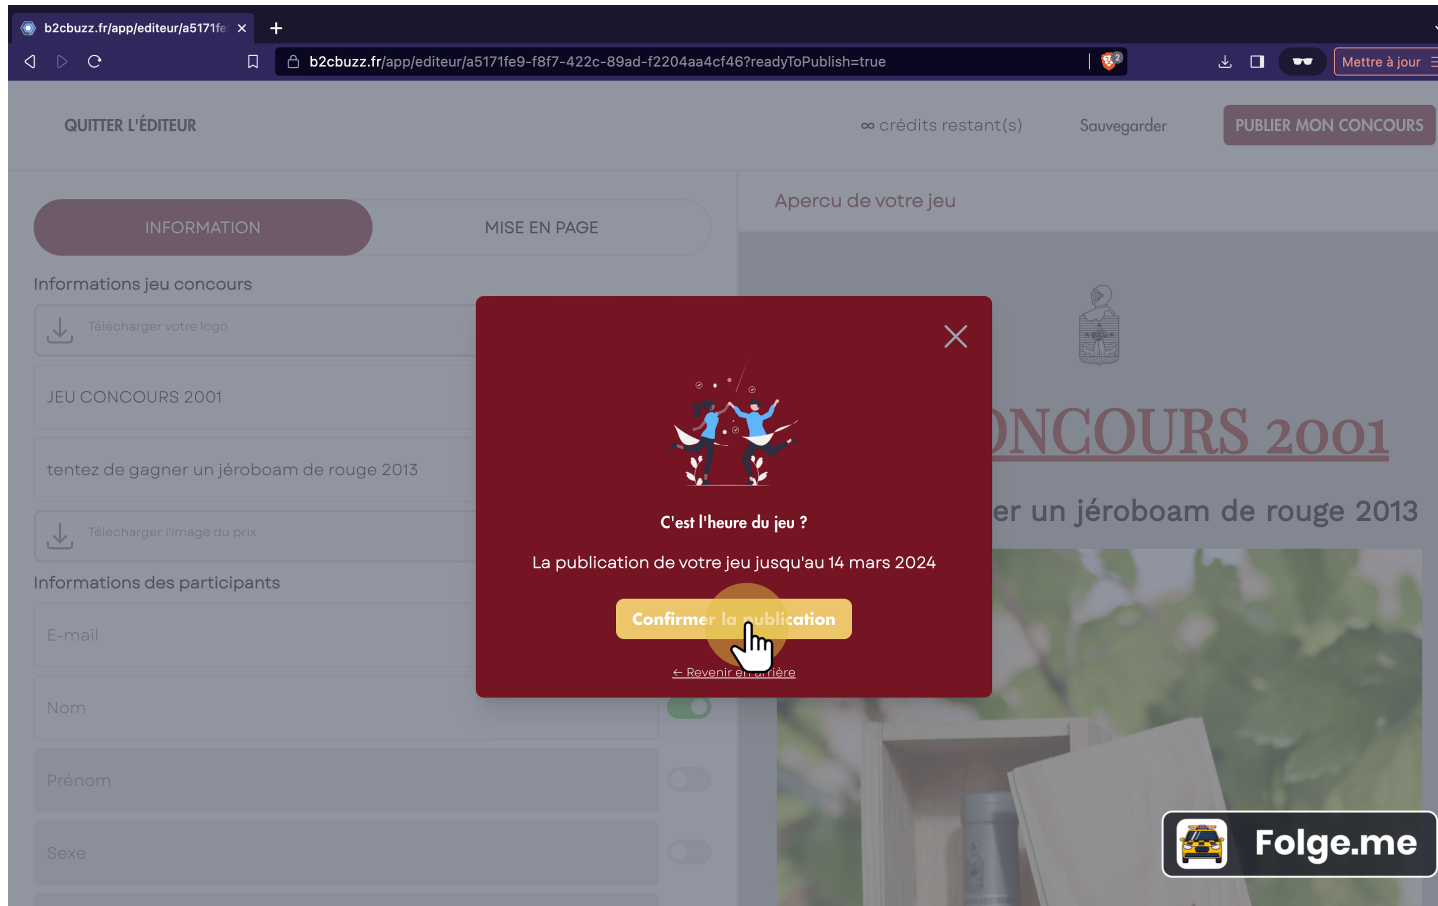 b2cbuzz.fr/app/editeur/a5171fe
b2cbuzz.fr/app/editeur/a5171fe9-f8f7-422c-89ad-f2204aa4cf46?readyToPublish=true
2
Mettre à jour
QUITTER L'ÉDITEUR
∞ crédits restant(s)
Sauvegarder
PUBLIER MON CONCOURS
INFORMATION
MISE EN PAGE
Apercu de votre jeu
Informations jeu concours
Télécharger votre logo
JEU CONCOURS 2001
tentez de gagner un jéroboam de rouge 2013
Télécharger l'image du prix
Informations des participants
E-mail
Nom
Prénom
Sexe
C'est l'heure du jeu ?
La publication de votre jeu jusqu'au 14 mars 2024
Confirmer la publication
← Revenir en arrière
ONCOURS 2001
er un jéroboam de rouge 2013
Folge.me